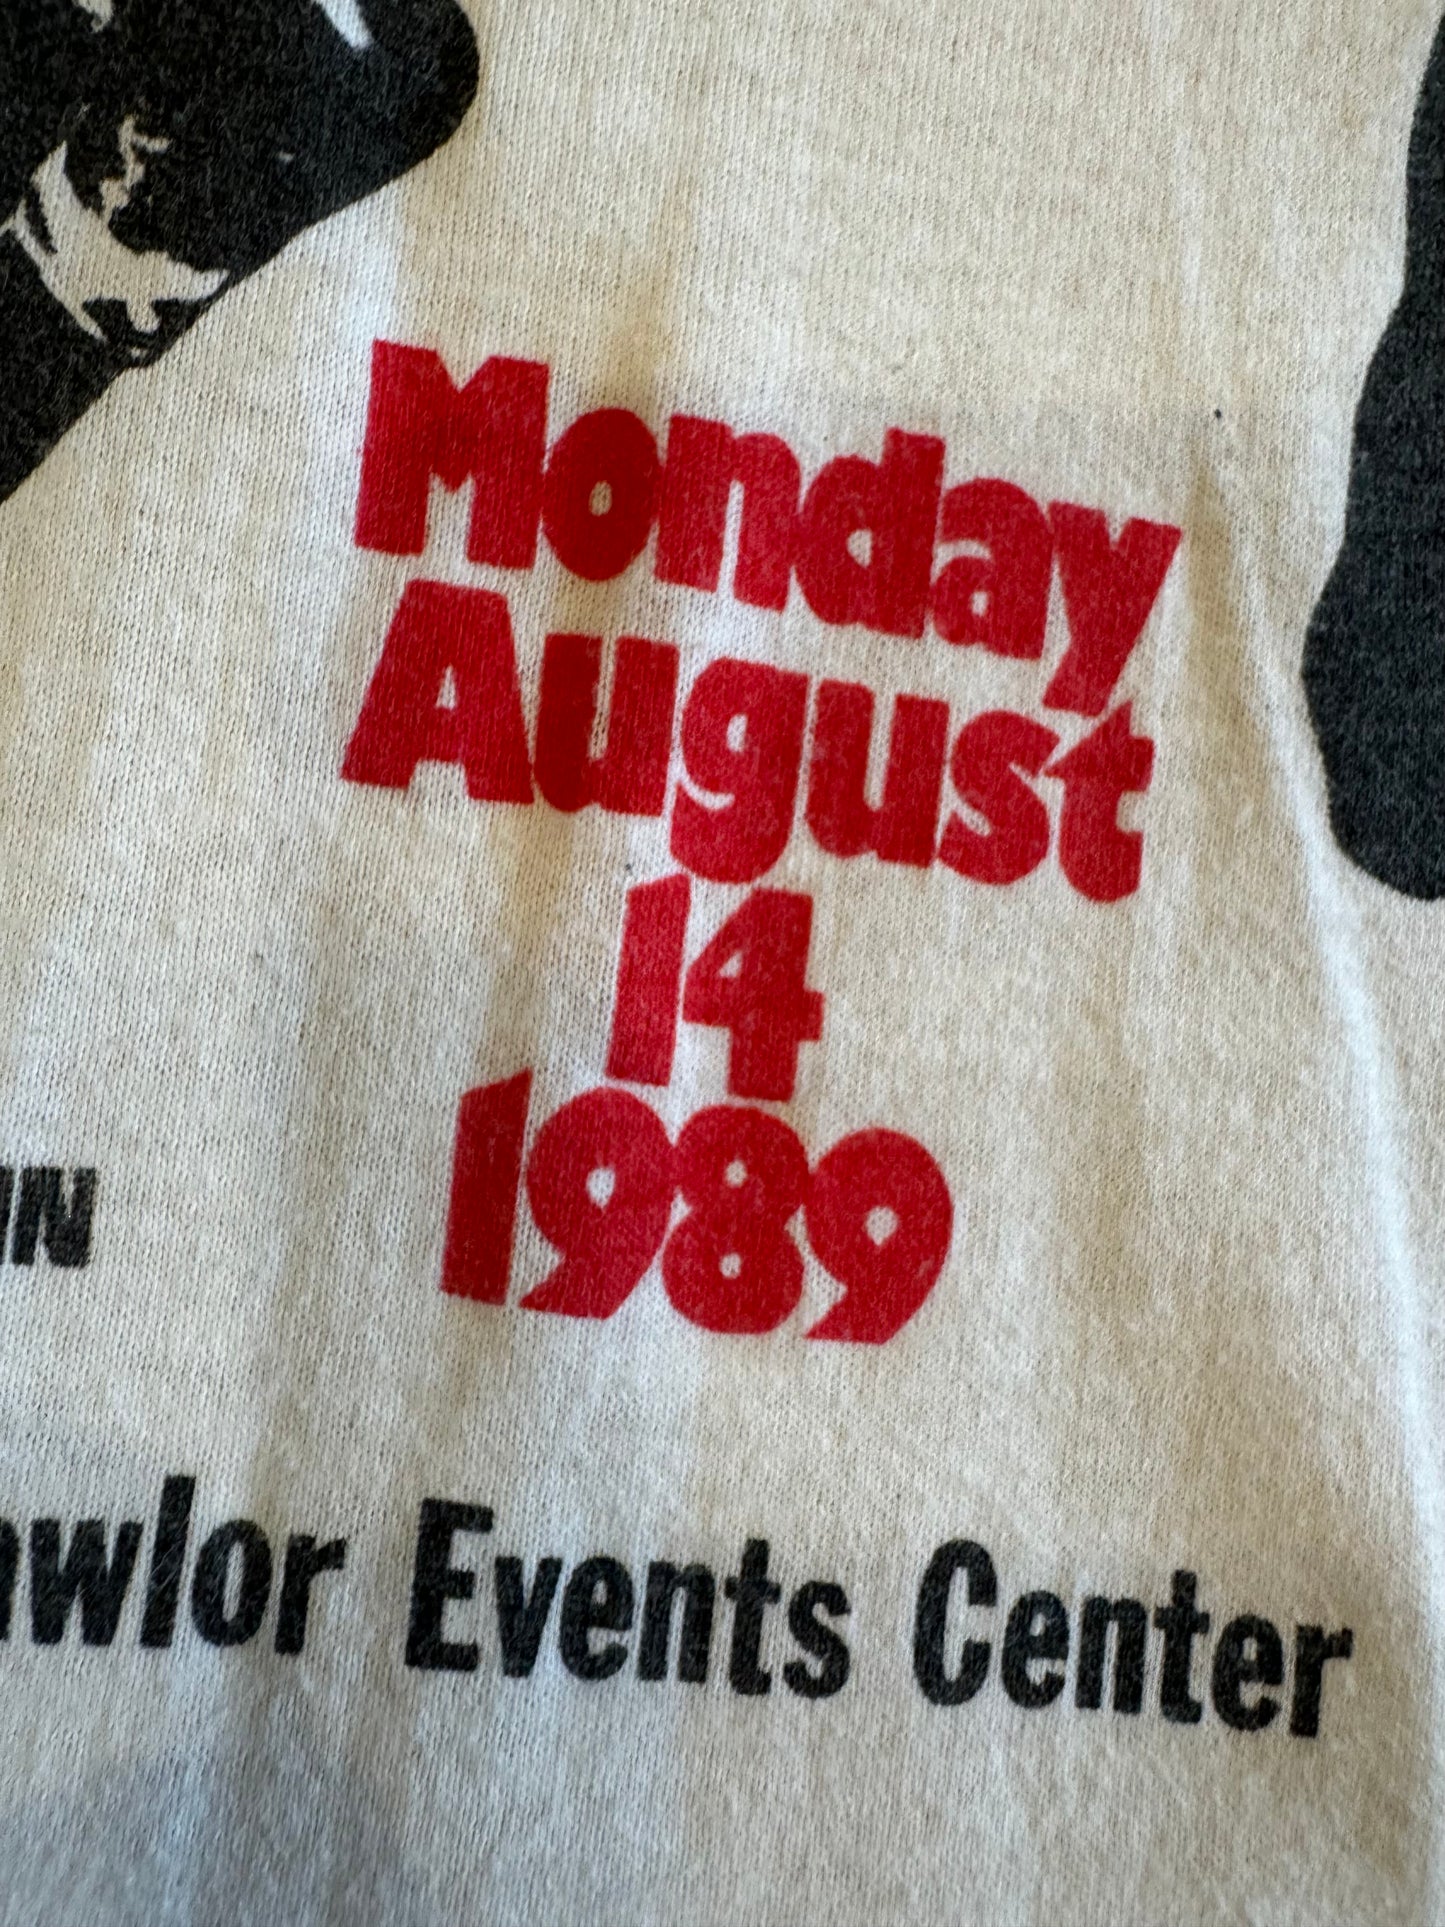 Monday
August
14
1989
Events Center